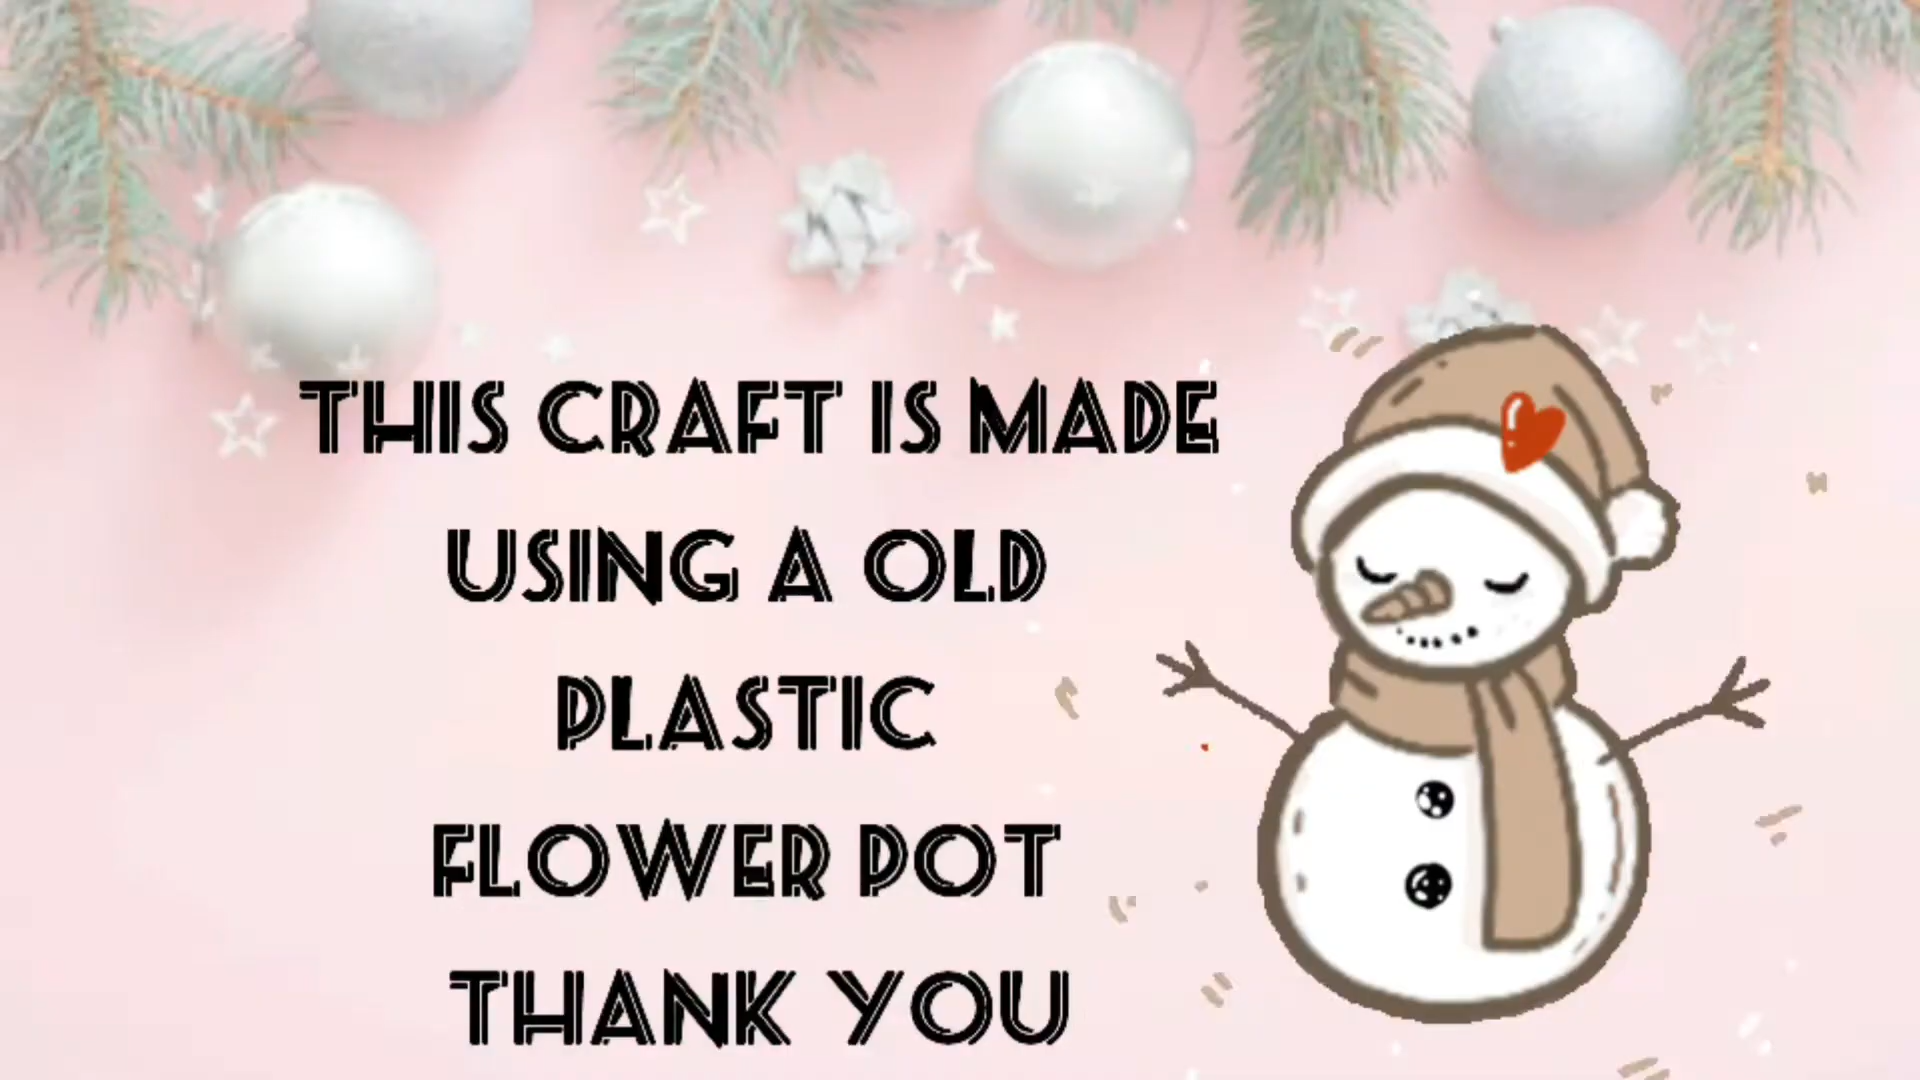 THIS CRAFT IS MADE
USING A OLD
PLASTIC
FLOWER POT
THANK YOU